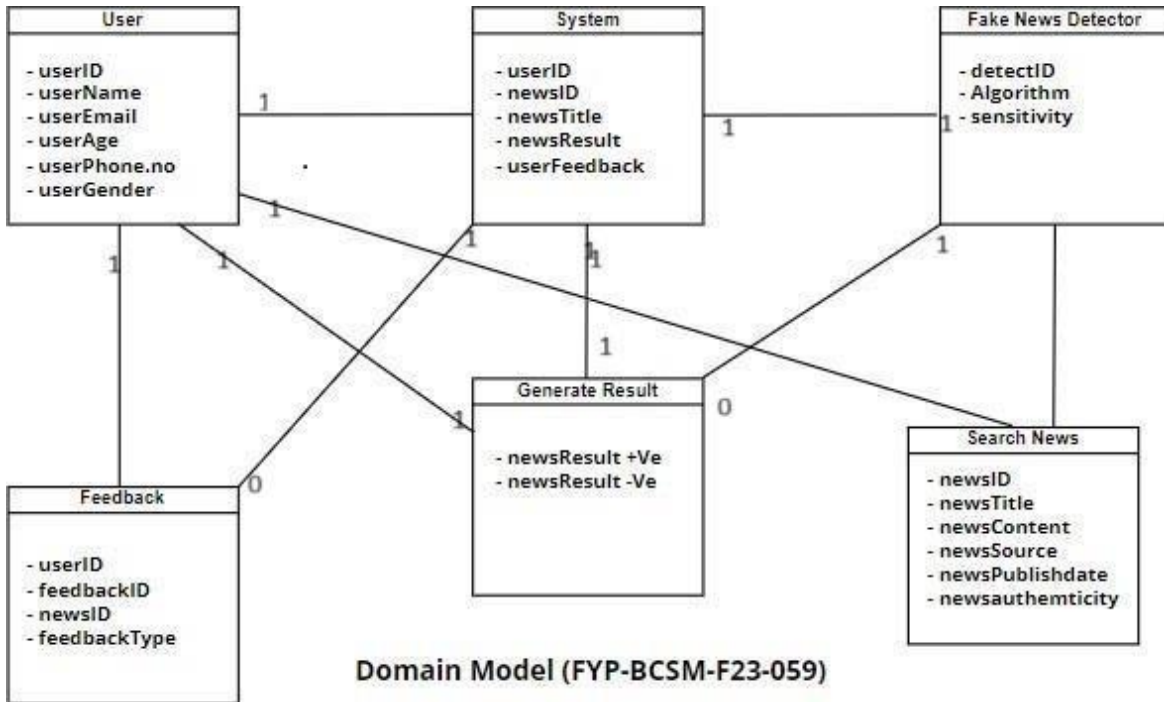 User
- userID
- userName
- userEmail
- userAge
- userPhone.no
- userGender
System
- userID
- newsID
- newsTitle
- newsResult
- userFeedback
Fake News Detector
- detectID
- Algorithm
- sensitivity
1
1
1
1
1
1
1
1
1
1
1
1
0
0
Generate Result
- newsResult +Ve
- newsResult -Ve
Search News
- newsID
- newsTitle
- newsContent
- newsSource
- newsPublishdate
- newsauthemticity
Feedback
- userID
- feedbackID
- newsID
- feedbackType
Domain Model (FYP-BCSM-F23-059)